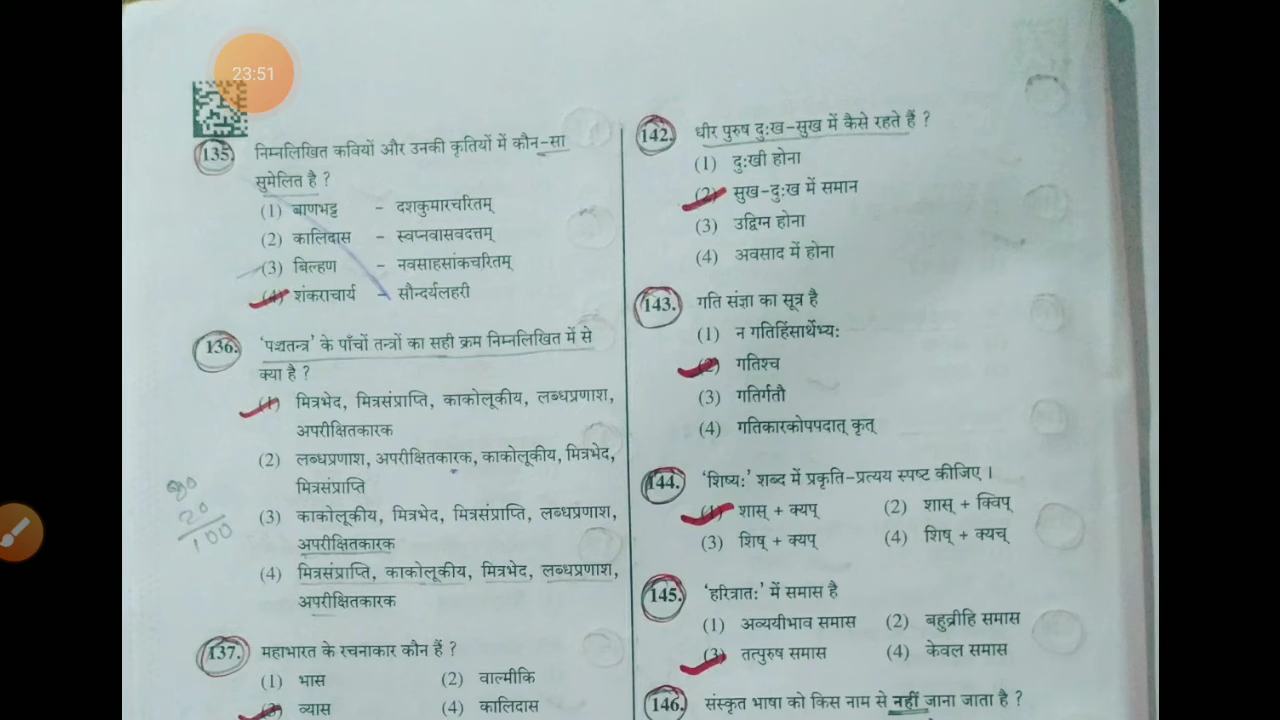 23:51
135. निम्नलिखित कवियों और उनकी कृतियों में कौन-सा
सुमेलित है ?
(1) बाणभट्ट - दशकुमारचरितम्
(2) कालिदास - स्वप्नवासवदत्तम्
(3) बिल्हण - नवसाहसांकचरितम्
(4) शंकराचार्य - सौन्दर्यलहरी
136. 'पञ्चतन्त्र' के पाँचों तन्त्रों का सही क्रम निम्नलिखित में से
क्या है ?
(1) मित्रभेद, मित्रसंप्राप्ति, काकोलूकीय, लब्धप्रणाश,
अपरीक्षितकारक
(2) लब्धप्रणाश, अपरीक्षितकारक, काकोलूकीय, मित्रभेद,
मित्रसंप्राप्ति
(3) काकोलूकीय, मित्रभेद, मित्रसंप्राप्ति, लब्धप्रणाश,
अपरीक्षितकारक
(4) मित्रसंप्राप्ति, काकोलूकीय, मित्रभेद, लब्धप्रणाश,
अपरीक्षितकारक
20
100
137. महाभारत के रचनाकार कौन हैं ?
(1) भास (2) वाल्मीकि
(3) व्यास (4) कालिदास
142. धीर पुरुष दुःख-सुख में कैसे रहते हैं ?
(1) दुःखी होना
(2) सुख-दुःख में समान
(3) उद्विग्न होना
(4) अवसाद में होना
143. गति संज्ञा का सूत्र है
(1) न गतिहिंसार्थेभ्यः
(2) गतिश्च
(3) गतिर्गतौ
(4) गतिकारकोपपदात् कृत्
144. 'शिष्यः' शब्द में प्रकृति-प्रत्यय स्पष्ट कीजिए ।
(1) शास् + क्यप् (2) शास् + क्विप्
(3) शिष् + क्यप् (4) शिष् + क्यच्
145. 'हरित्रातः' में समास है
(1) अव्ययीभाव समास (2) बहुव्रीहि समास
(3) तत्पुरुष समास (4) केवल समास
146. संस्कृत भाषा को किस नाम से नहीं जाना जाता है ?